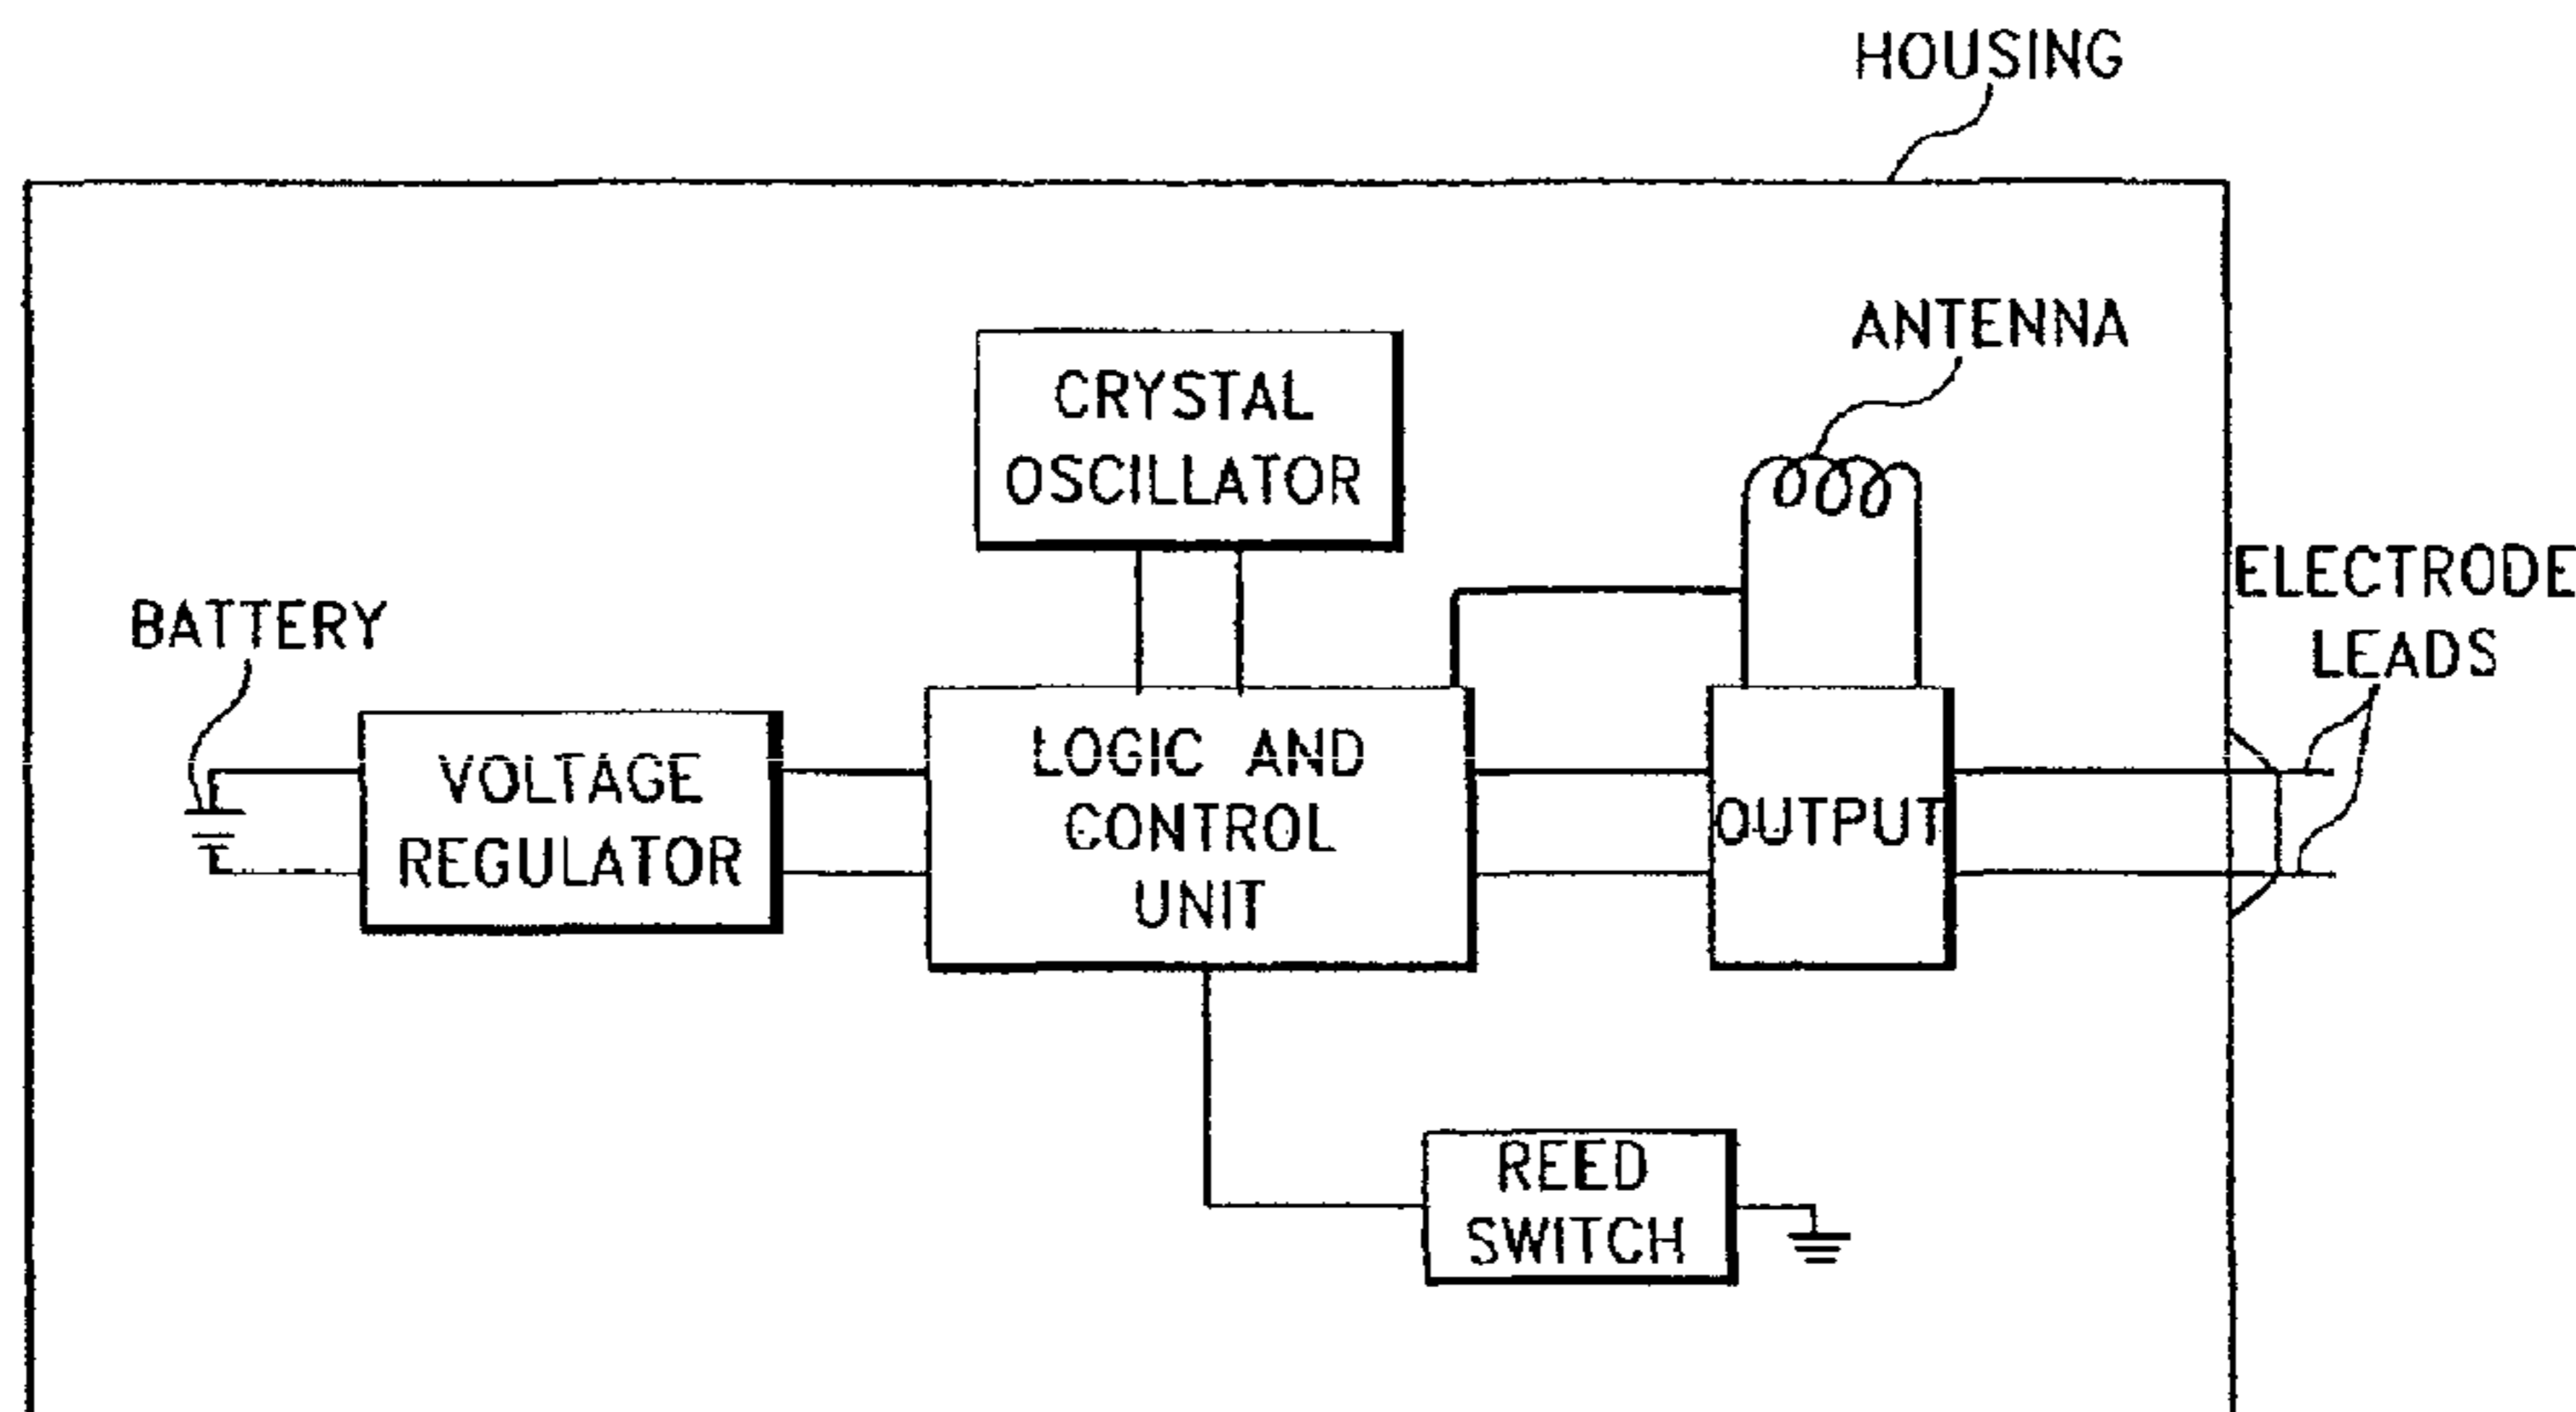 HOUSING
ANTENNA
CRYSTAL
OSCILLATOR
ELECTRODE
LEADS
BATTERY
VOLTAGE
REGULATOR
LOGIC AND
CONTROL
UNIT
OUTPUT
REED
SWITCH